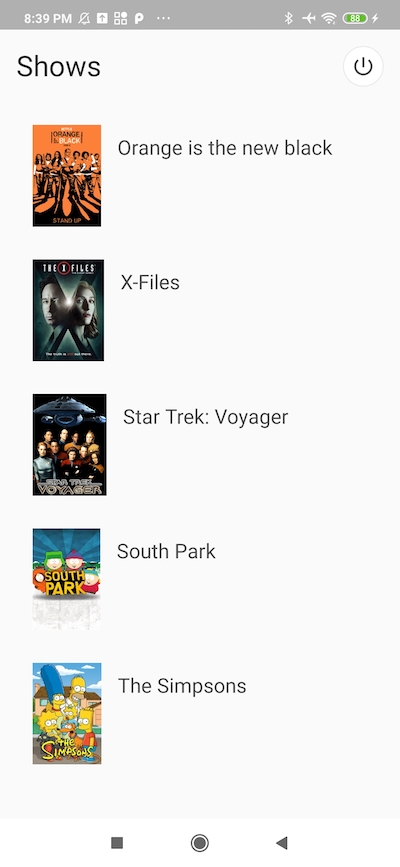 8:39 PM
88
Shows
ORANGE
IS THE
BLACK
STAND UP
Orange is the new black
THE X FILES
The truth is out there.
X-Files
STAR TREK
VOYAGER
Star Trek: Voyager
SOUTH
PARK
South Park
THE
SIMPSONS
The Simpsons